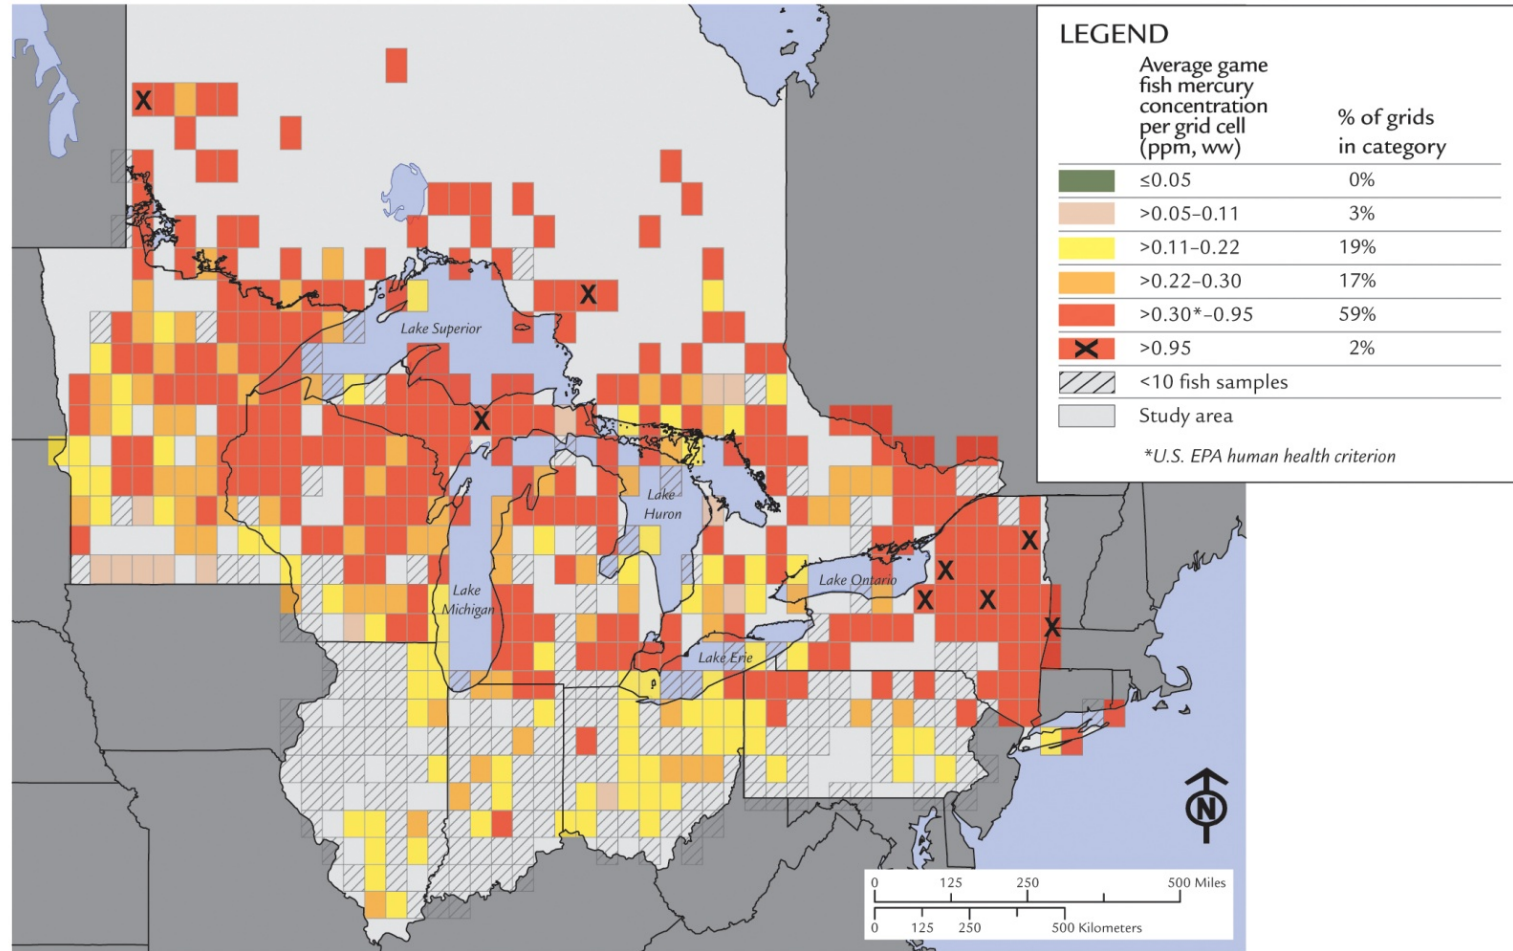 LEGEND
Average game
fish mercury
concentration
per grid cell
(ppm, ww)
% of grids
in category
≤0.05 0%
>0.05–0.11 3%
>0.11–0.22 19%
>0.22–0.30 17%
>0.30*–0.95 59%
X >0.95 2%
<10 fish samples
Study area
*U.S. EPA human health criterion
X
X
Lake Superior
X
Lake
Huron
X
X
Lake Ontario
Lake
Michigan
X
X
X
Lake Erie
N
0 125 250 500 Miles
0 125 250 500 Kilometers